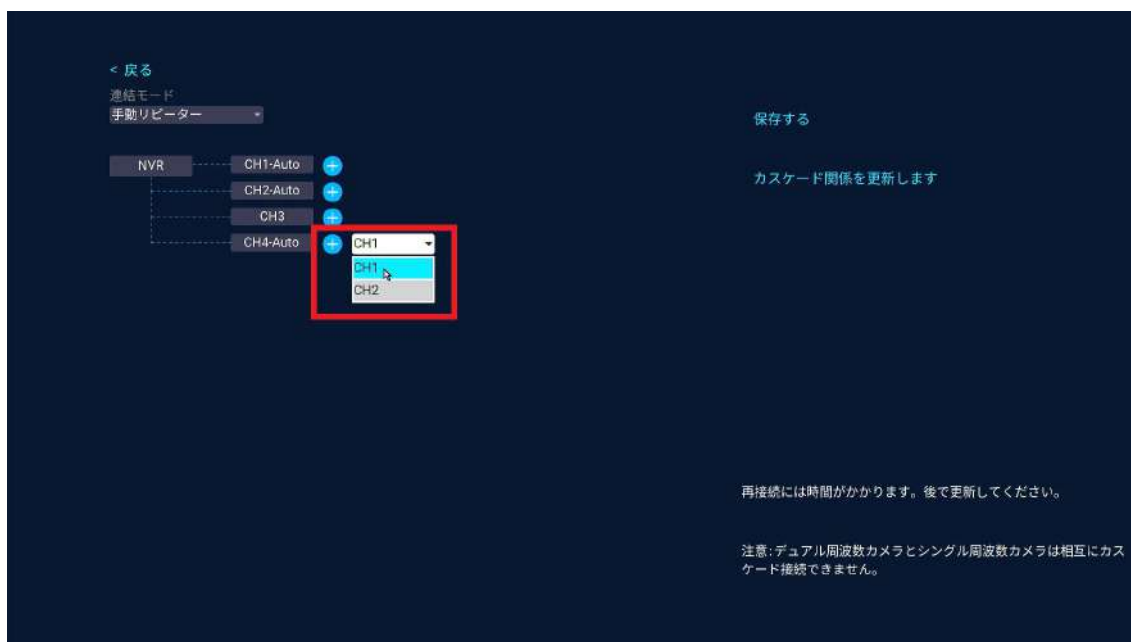 < 戻る
連結モード
手動リピーター
保存する
NVR
CH1-Auto
カスケード関係を更新します
CH2-Auto
CH3
CH4-Auto
CH1
CH1
CH2
再接続には時間がかかります。後で更新してください。
注意:デュアル周波数カメラとシングル周波数カメラは相互にカス
ケード接続できません。